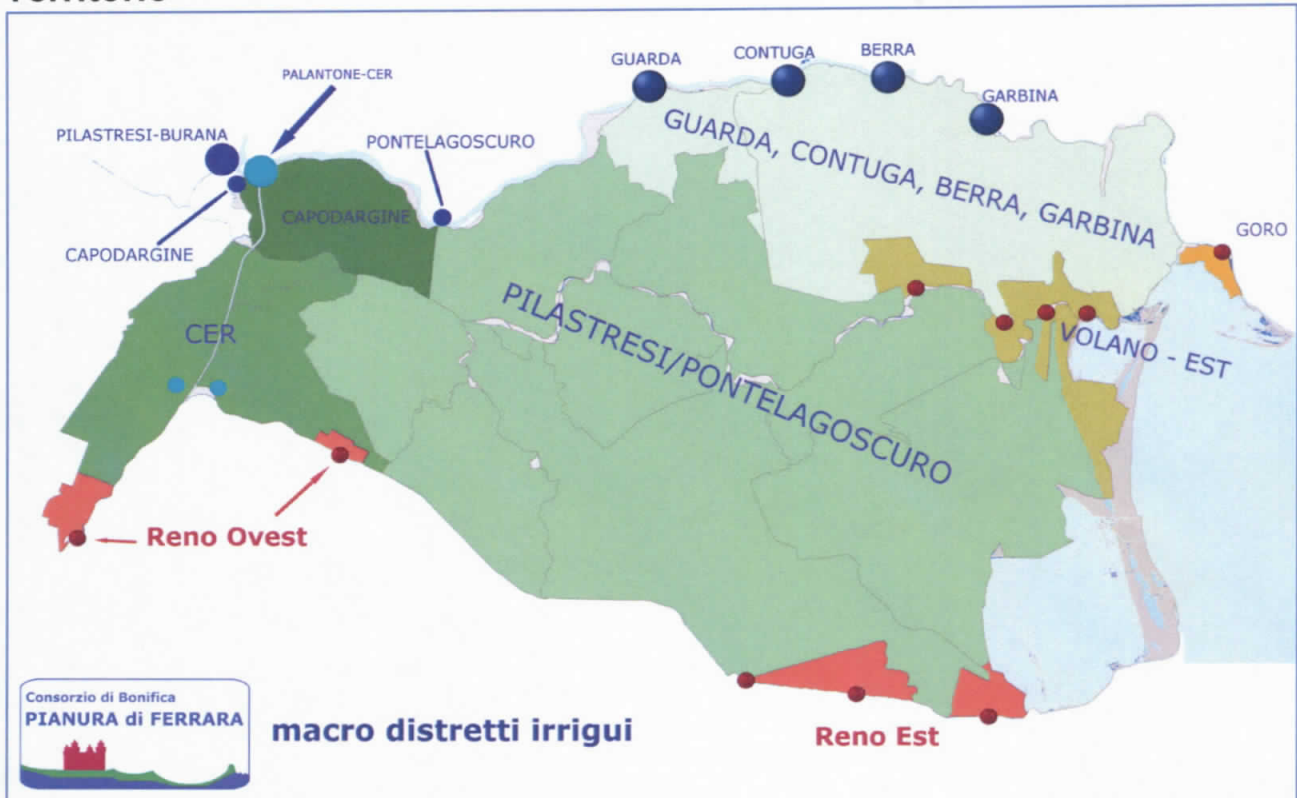 GUARDA
CONTUGA
BERRA
PALANTONE-CER
GARBINA
PILASTRESI-BURANA
PONTELAGOSCURO
GUARDA, CONTUGA, BERRA, GARBINA
CAPODARGINE
CAPODARGINE
GORO
CER
PILASTRESI/PONTELAGOSCURO
VOLANO - EST
Reno Ovest
Consorzio di Bonifica
PIANURA di FERRARA
macro distretti irrigui
Reno Est